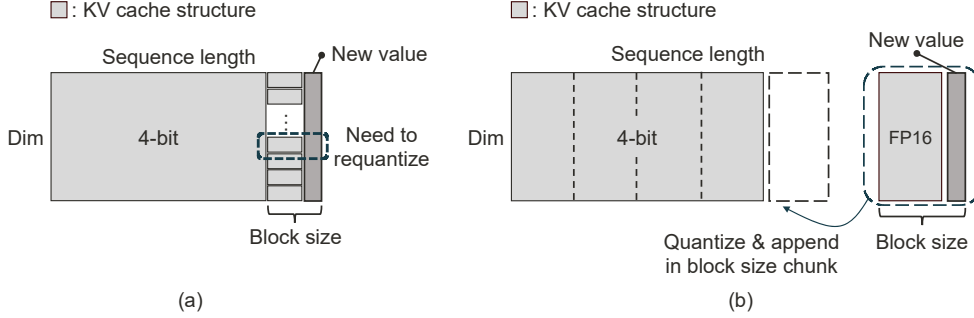 : KV cache structure
Sequence length
New value
Dim
4-bit
Need to
requantize
Block size
(a)
: KV cache structure
Sequence length
New value
Dim
4-bit
FP16
Quantize & append
in block size chunk
Block size
(b)